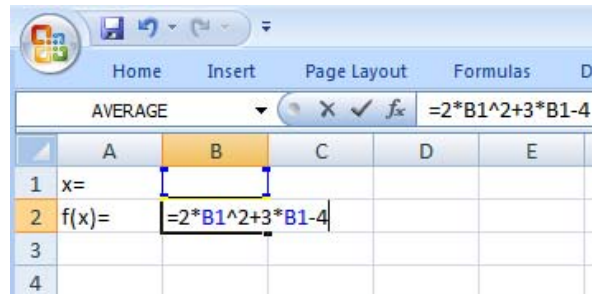 Home Insert Page Layout Formulas D
AVERAGE fx =2*B1^2+3*B1-4
A B C D E
1 x=
2 f(x)= =2*B1^2+3*B1-4
3
4